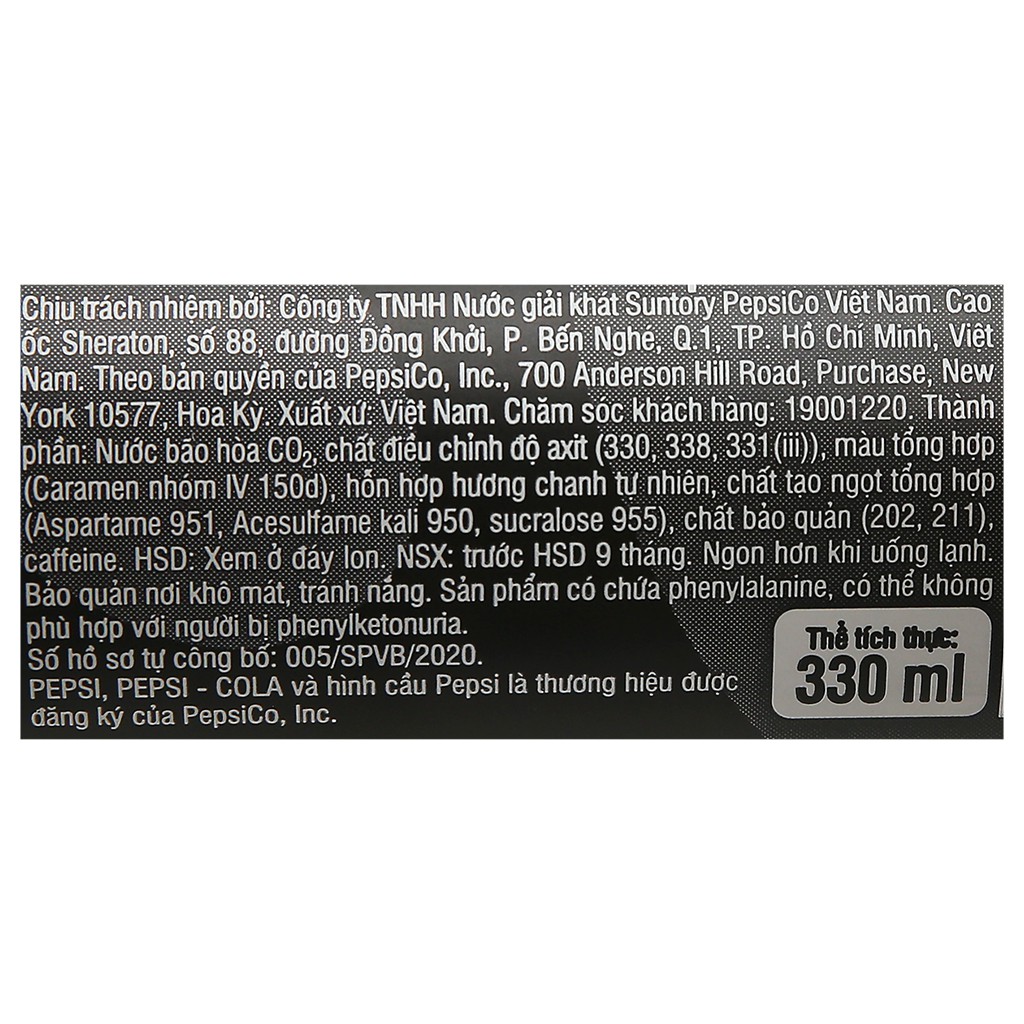 Chịu trách nhiệm bởi: Công ty TNHH Nước giải khát Suntory PepsiCo Việt Nam. Cao
ốc Sheraton, số 88, đường Đồng Khởi, P. Bến Nghé, Q.1, TP. Hồ Chí Minh, Việt
Nam. Theo bản quyền của PepsiCo, Inc., 700 Anderson Hill Road, Purchase, New
York 10577, Hoa Kỳ. Xuất xứ: Việt Nam. Chăm sóc khách hàng: 19001220. Thành
phần: Nước bão hòa CO₂, chất điều chỉnh độ axit (330, 338, 331(iii)), màu tổng hợp
(Caramen nhóm IV 150d), hỗn hợp hương chanh tự nhiên, chất tạo ngọt tổng hợp
(Aspartame 951, Acesulfame kali 950, sucralose 955), chất bảo quản (202, 211),
caffeine. HSD: Xem ở đáy lon. NSX: trước HSD 9 tháng. Ngon hơn khi uống lạnh.
Bảo quản nơi khô mát, tránh nắng. Sản phẩm có chứa phenylalanine, có thể không
phù hợp với người bị phenylketonuria.
Số hồ sơ tự công bố: 005/SPVB/2020.
PEPSI, PEPSI - COLA và hình cầu Pepsi là thương hiệu được
đăng ký của PepsiCo, Inc.
Thể tích thực:
330 ml